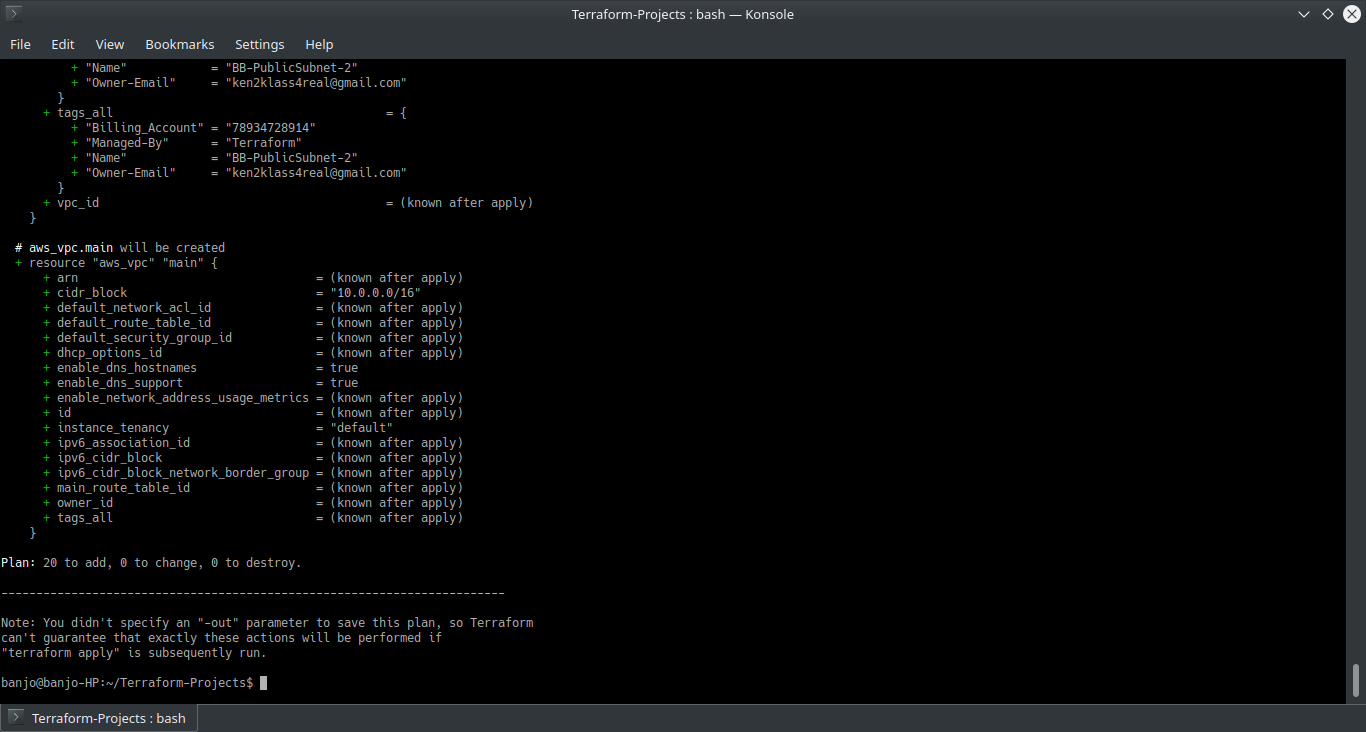 Terraform-Projects : bash — Konsole
File Edit View Bookmarks Settings Help
          + "Name"            = "BB-PublicSubnet-2"
          + "Owner-Email"     = "ken2klass4real@gmail.com"
        }
      + tags_all                                       = {
          + "Billing_Account" = "78934728914"
          + "Managed-By"      = "Terraform"
          + "Name"            = "BB-PublicSubnet-2"
          + "Owner-Email"     = "ken2klass4real@gmail.com"
        }
      + vpc_id                                         = (known after apply)
    }
  # aws_vpc.main will be created
  + resource "aws_vpc" "main" {
      + arn                                  = (known after apply)
      + cidr_block                           = "10.0.0.0/16"
      + default_network_acl_id               = (known after apply)
      + default_route_table_id               = (known after apply)
      + default_security_group_id            = (known after apply)
      + dhcp_options_id                      = (known after apply)
      + enable_dns_hostnames                 = true
      + enable_dns_support                   = true
      + enable_network_address_usage_metrics = (known after apply)
      + id                                   = (known after apply)
      + instance_tenancy                     = "default"
      + ipv6_association_id                  = (known after apply)
      + ipv6_cidr_block                      = (known after apply)
      + ipv6_cidr_block_network_border_group = (known after apply)
      + main_route_table_id                  = (known after apply)
      + owner_id                             = (known after apply)
      + tags_all                             = (known after apply)
    }
Plan: 20 to add, 0 to change, 0 to destroy.
------------------------------------------------------------------------
Note: You didn't specify an "-out" parameter to save this plan, so Terraform
can't guarantee that exactly these actions will be performed if
"terraform apply" is subsequently run.
banjo@banjo-HP:~/Terraform-Projects$
Terraform-Projects : bash